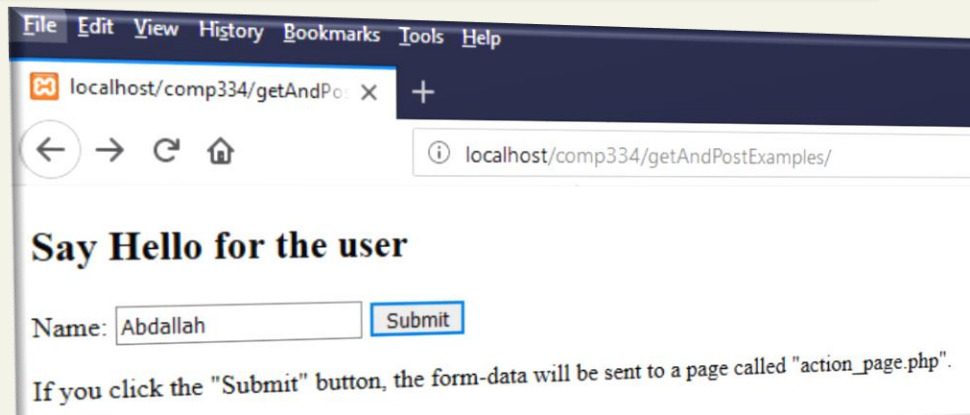 File Edit View History Bookmarks Tools Help
localhost/comp334/getAndPo
localhost/comp334/getAndPostExamples/
Say Hello for the user
Name: Abdallah Submit
If you click the "Submit" button, the form-data will be sent to a page called "action_page.php".